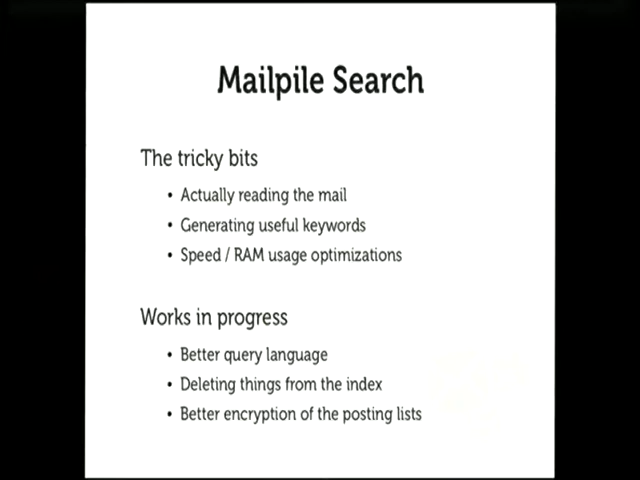 Mailpile Search
The tricky bits
• Actually reading the mail
• Generating useful keywords
• Speed / RAM usage optimizations
Works in progress
• Better query language
• Deleting things from the index
• Better encryption of the posting lists